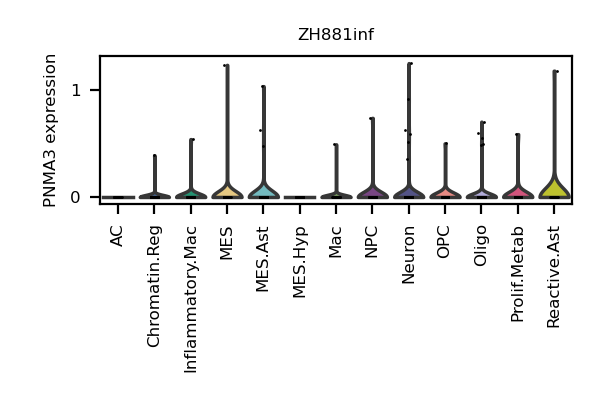 ZH881inf
PNMA3 expression
1
0
AC
Chromatin.Reg
Inflammatory.Mac
MES
MES.Ast
MES.Hyp
Mac
NPC
Neuron
OPC
Oligo
Prolif.Metab
Reactive.Ast